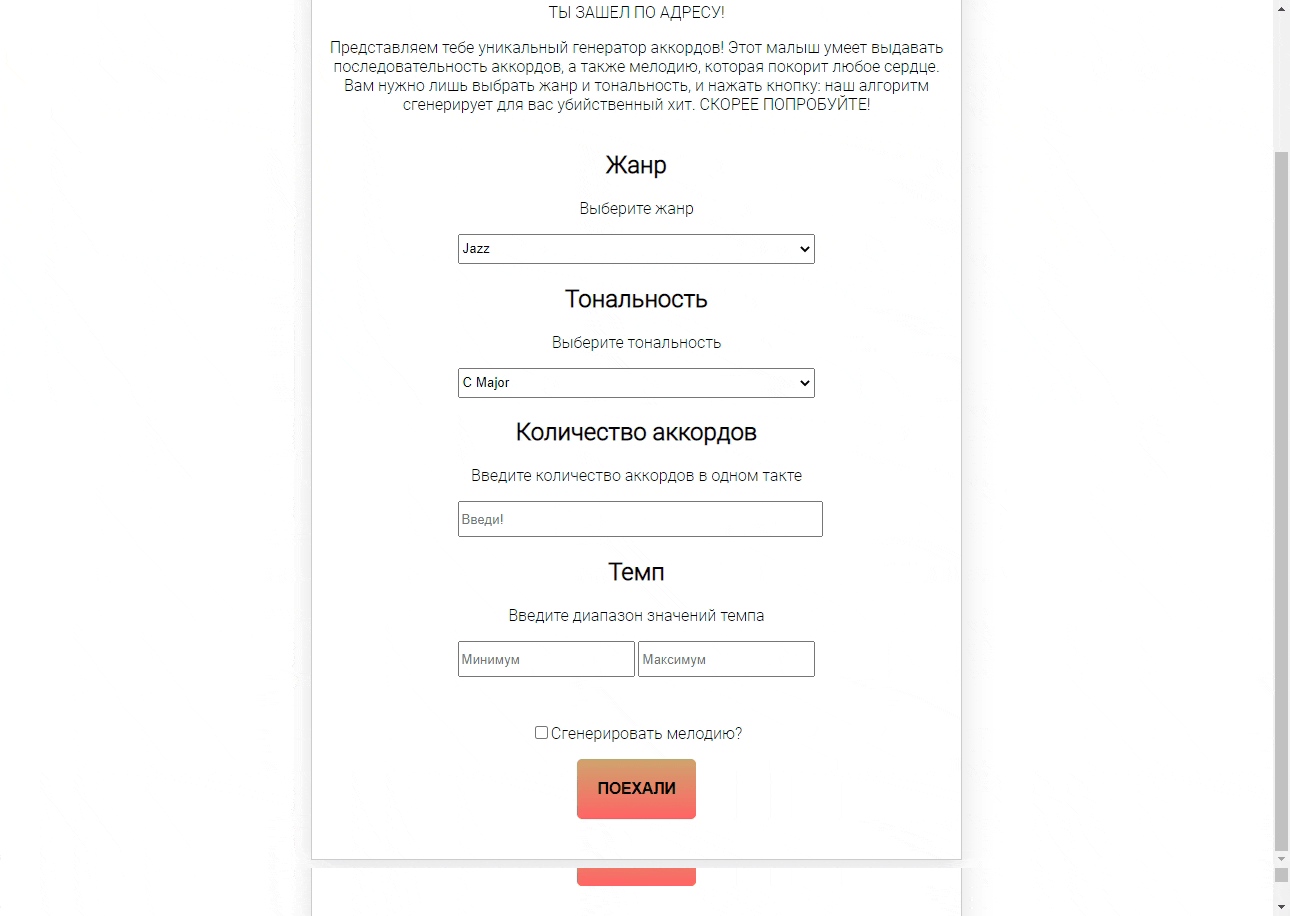 ТЫ ЗАШЕЛ ПО АДРЕСУ!
Представляем тебе уникальный генератор аккордов! Этот малыш умеет выдавать
последовательность аккордов, а также мелодию, которая покорит любое сердце.
Вам нужно лишь выбрать жанр и тональность, и нажать кнопку: наш алгоритм
сгенерирует для вас убийственный хит. СКОРЕЕ ПОПРОБУЙТЕ!
Жанр
Выберите жанр
Jazz
Тональность
Выберите тональность
C Major
Количество аккордов
Введите количество аккордов в одном такте
Введи!
Темп
Введите диапазон значений темпа
Минимум Максимум
Сгенерировать мелодию?
ПОЕХАЛИ